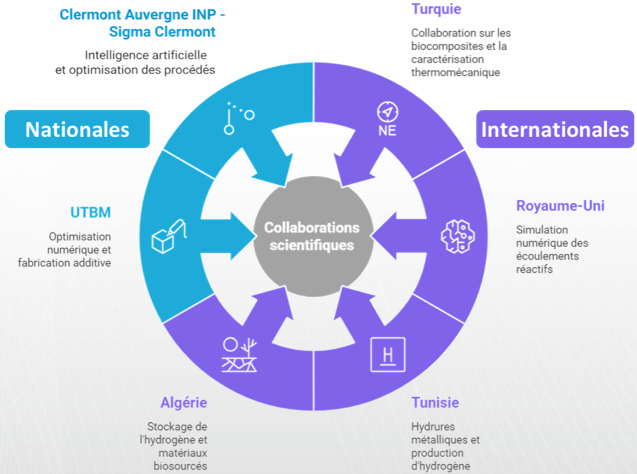 Clermont Auvergne INP -
Sigma Clermont
Intelligence artificielle
et optimisation des procédés
Turquie
Collaboration sur les
biocomposites et la
caractérisation
thermomécanique
Nationales
NE
Internationales
UTBM
Optimisation
numérique et
fabrication additive
Collaborations
scientifiques
Royaume-Uni
Simulation
numérique des
écoulements
réactifs
H
Algérie
Stockage de
l'hydrogène et
matériaux
biosourcés
Tunisie
Hydrures
métalliques et
production
d'hydrogène